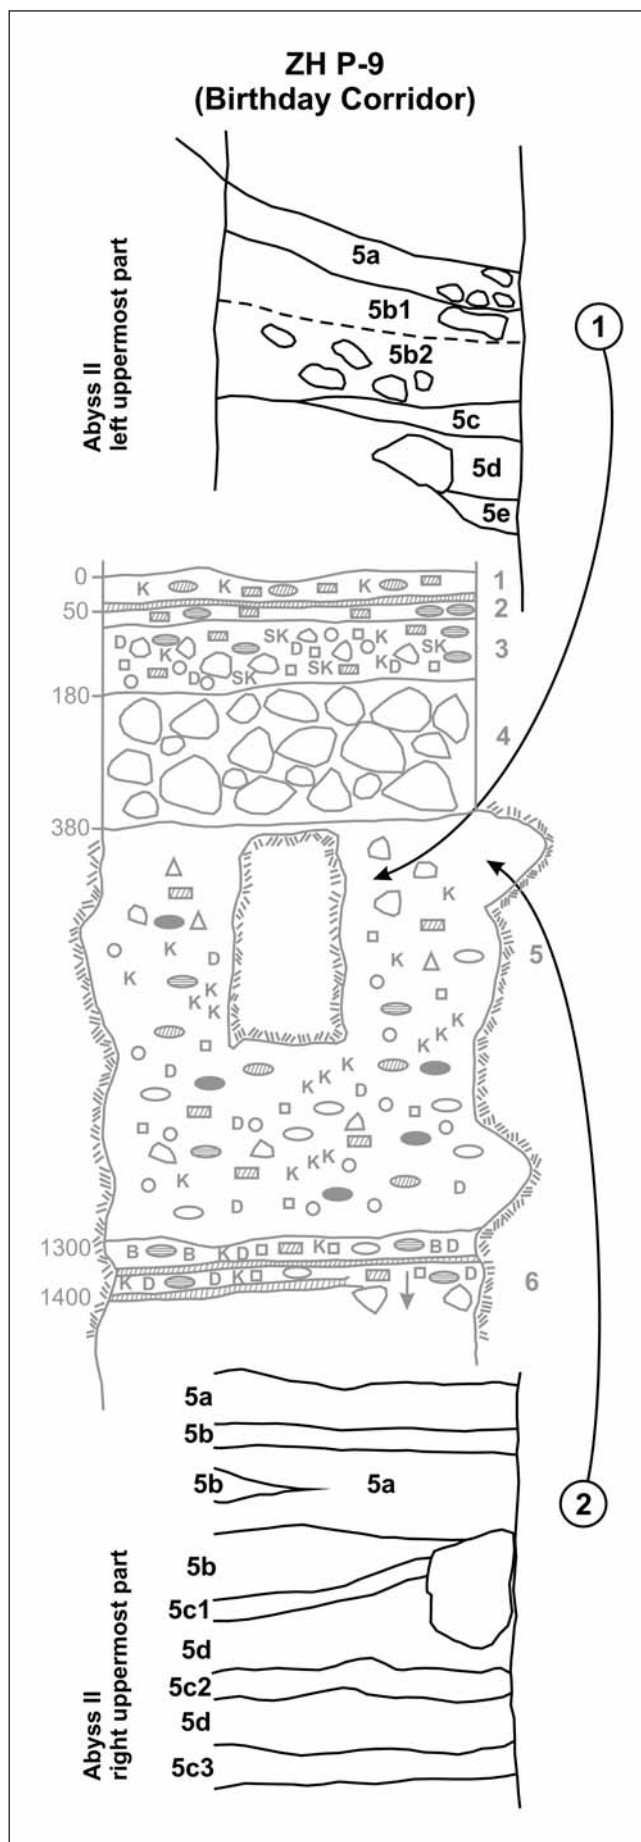 ZH P-9
(Birthday Corridor)
Abyss II
left uppermost part
5a
5b1
5b2
5c
5d
5e
1
0
K K K 1
50
2
D SK K SK 3
K D K D
SK SK
180
4
380
K
5
K D K
K K
K K
K
K K
D K K D
K
D K
K K
K D
D
1300
B B K D K B D
K D D K D
6
1400
5a
5b
5b 5a
2
5b
5c1
5d
5c2
5d
5c3
Abyss II
right uppermost part